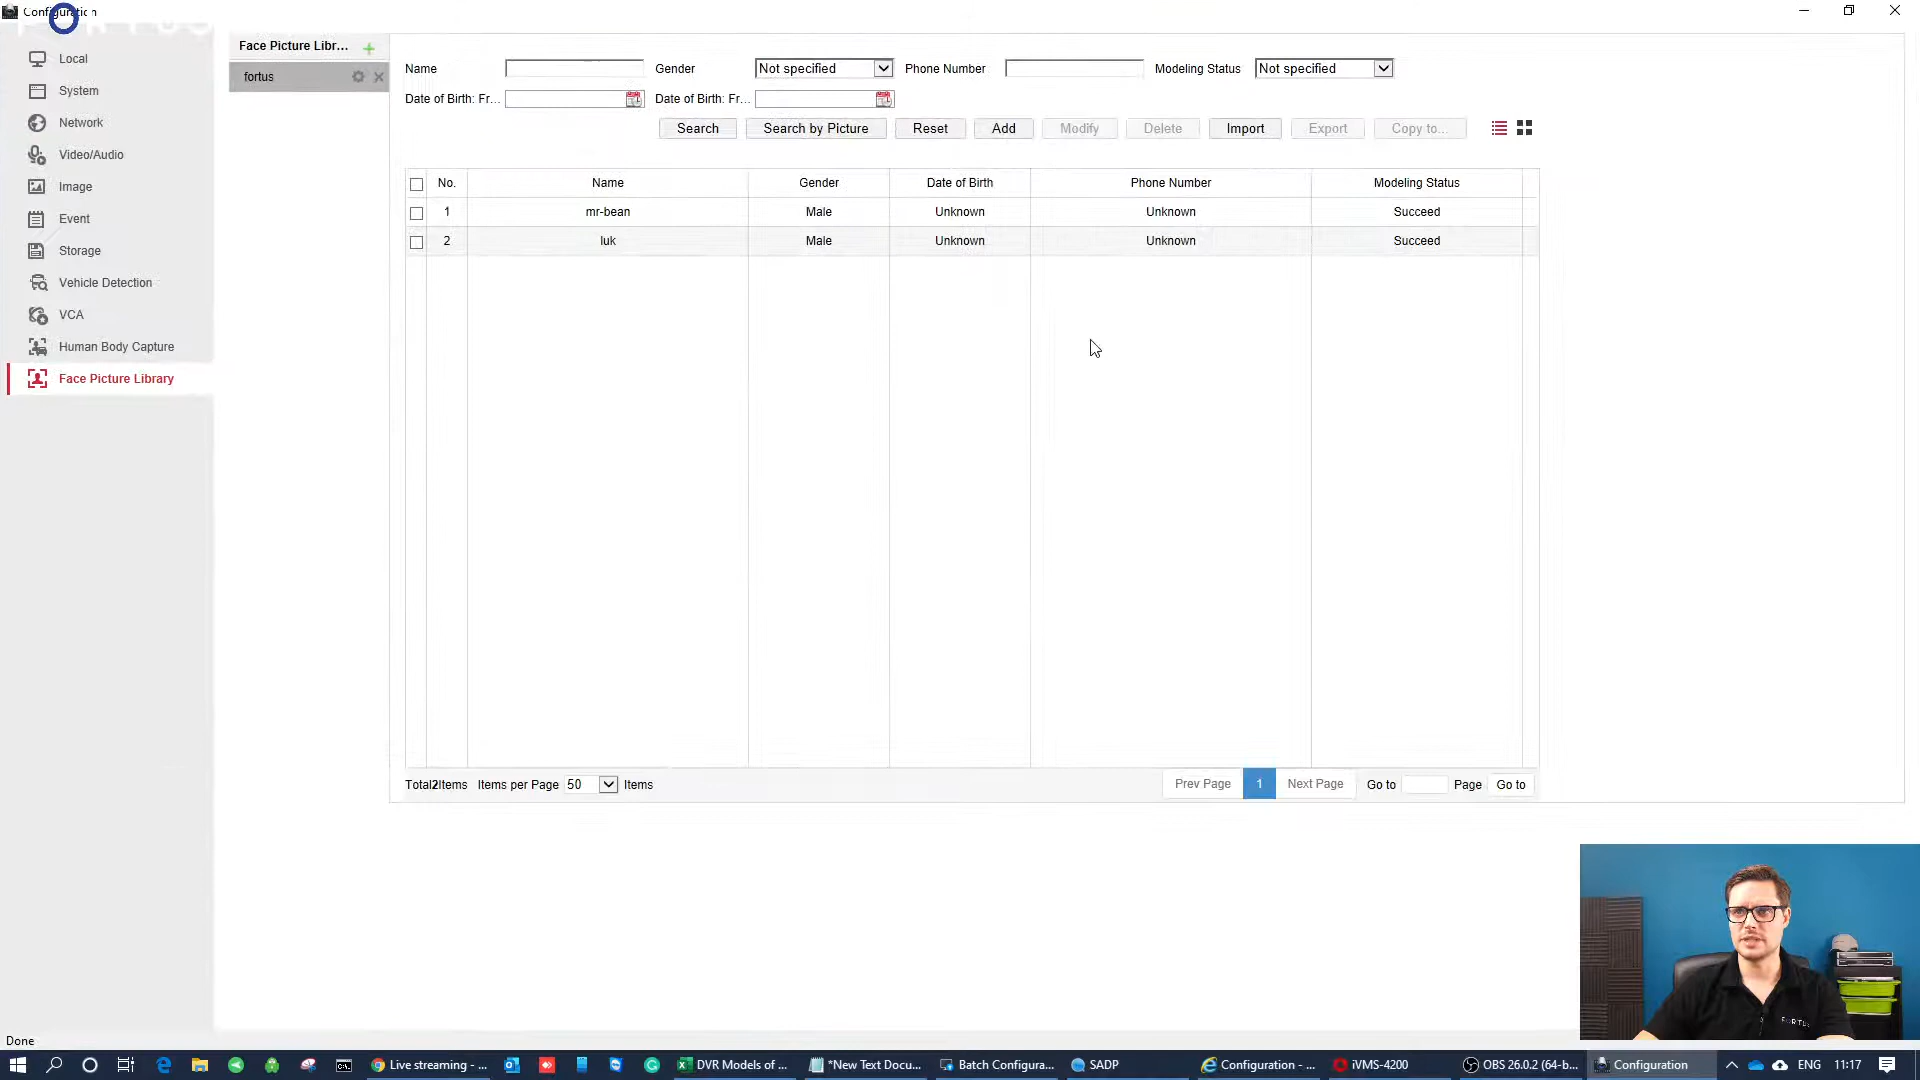 Configuration
Local
System
Network
Video/Audio
Image
Event
Storage
Vehicle Detection
VCA
Human Body Capture
Face Picture Library
Face Picture Libr...
fortus
Name Gender Not specified Phone Number Modeling Status Not specified
Date of Birth: Fr... Date of Birth: Fr...
Search Search by Picture Reset Add Modify Delete Import Export Copy to...
No. Name Gender Date of Birth Phone Number Modeling Status
1 mr-bean Male Unknown Unknown Succeed
2 luk Male Unknown Unknown Succeed
Total2Items Items per Page 50 Items Prev Page 1 Next Page Go to Page Go to
FORTUS
Done
Live streaming - ... DVR Models of ... *New Text Docu... Batch Configura... SADP Configuration - ... iVMS-4200 OBS 26.0.2 (64-b... Configuration ENG 11:17